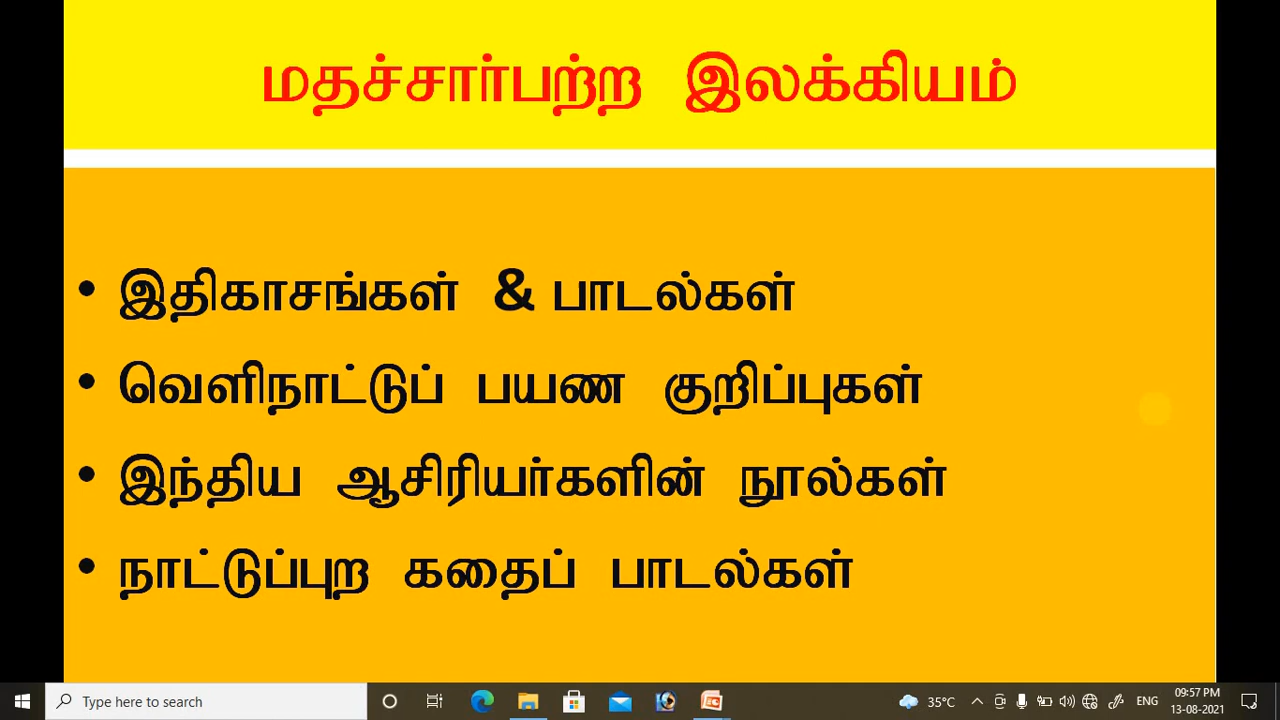 மதச்சார்பற்ற இலக்கியம்
• இதிகாசங்கள் & பாடல்கள்
• வெளிநாட்டுப் பயண குறிப்புகள்
• இந்திய ஆசிரியர்களின் நூல்கள்
• நாட்டுப்புற கதைப் பாடல்கள்
Type here to search
35°C
ENG
09:57 PM
13-08-2021